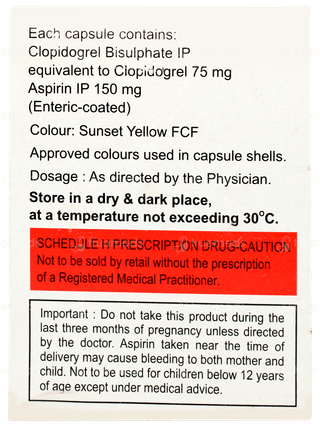 Each capsule contains:
Clopidogrel Bisulphate IP
equivalent to Clopidogrel 75 mg
Aspirin IP 150 mg
(Enteric-coated)
Colour: Sunset Yellow FCF
Approved colours used in capsule shells.
Dosage : As directed by the Physician.
Store in a dry & dark place,
at a temperature not exceeding 30°C.
SCHEDULE H PRESCRIPTION DRUG-CAUTION
Not to be sold by retail without the prescription
of a Registered Medical Practitioner.
Important : Do not take this product during the
last three months of pregnancy unless directed
by the doctor. Aspirin taken near the time of
delivery may cause bleeding to both mother and
child. Not to be used for children below 12 years
of age except under medical advice.